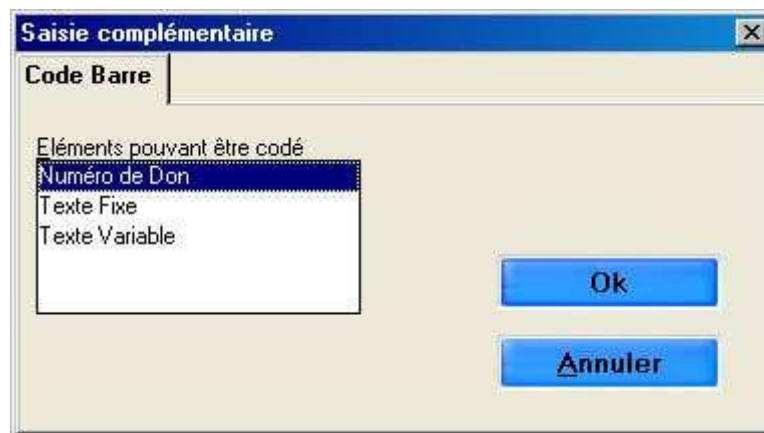 Saisie complémentaire
Code Barre
Eléments pouvant être codé
Numéro de Don
Texte Fixe
Texte Variable
Ok
Annuler